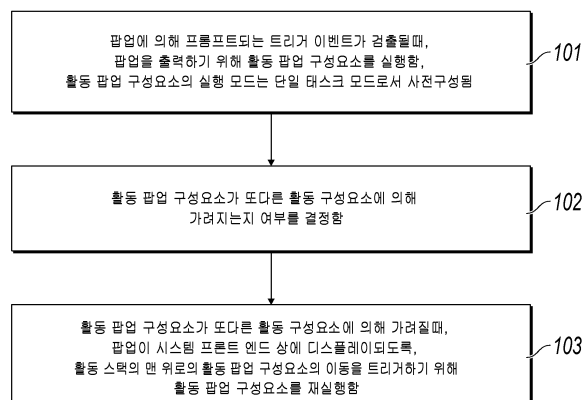 팝업에 의해 프롬프트되는 트리거 이벤트가 검출될때,
팝업을 출력하기 위해 활동 팝업 구성요소를 실행함,
활동 팝업 구성요소의 실행 모드는 단일 태스크 모드로서 사전구성됨
101
활동 팝업 구성요소가 또다른 활동 구성요소에 의해
가려지는지 여부를 결정함
102
활동 팝업 구성요소가 또다른 활동 구성요소에 의해 가려질때,
팝업이 시스템 프론트 엔드 상에 디스플레이되도록,
활동 스택의 맨 위로의 활동 팝업 구성요소의 이동을 트리거하기 위해
활동 팝업 구성요소를 재실행함
103